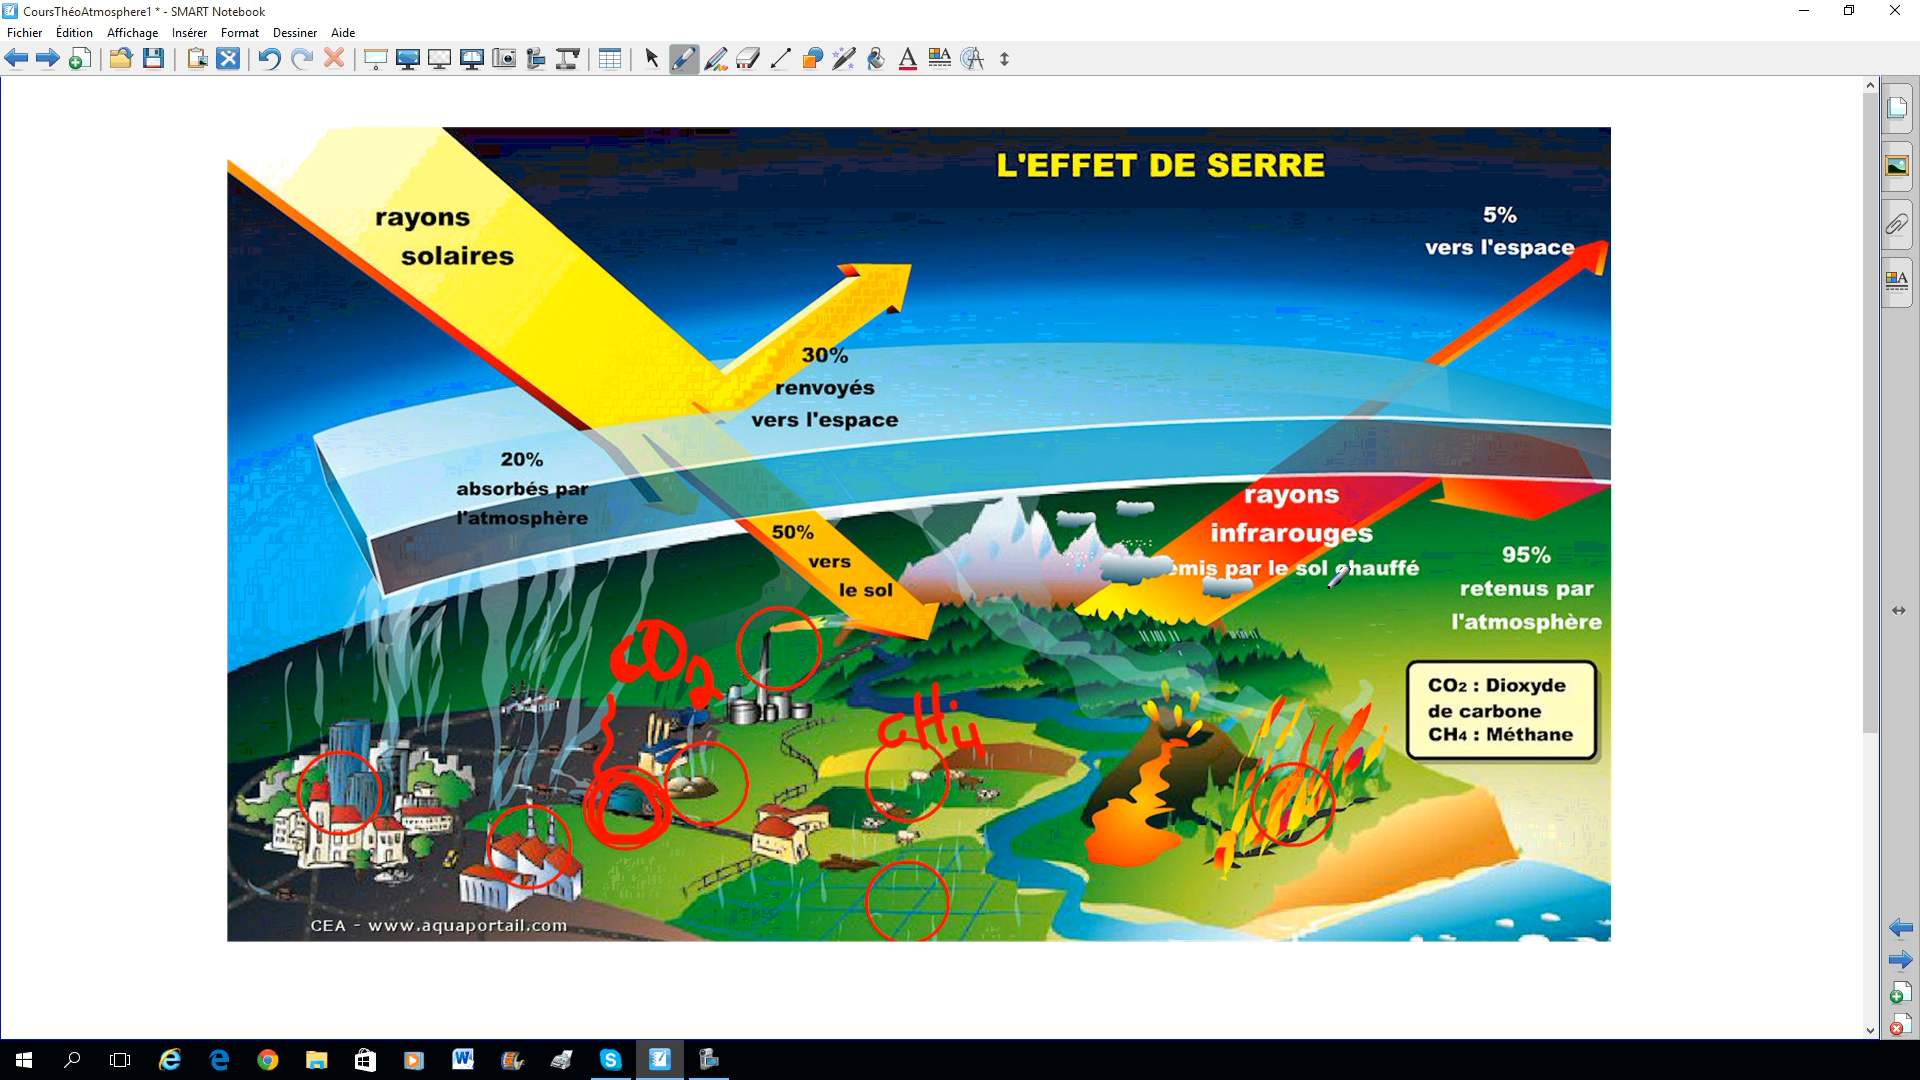 CoursThéoAtmosphere1 * - SMART Notebook
Fichier Édition Affichage Insérer Format Dessiner Aide
L'EFFET DE SERRE
rayons
solaires
5%
vers l'espace
30%
renvoyés
vers l'espace
20%
absorbés par
l'atmosphère
50%
vers
le sol
rayons
infrarouges
émis par le sol chauffé
95%
retenus par
l'atmosphère
CO2
CH4
CO2 : Dioxyde
de carbone
CH4 : Méthane
CEA - www.aquaportail.com